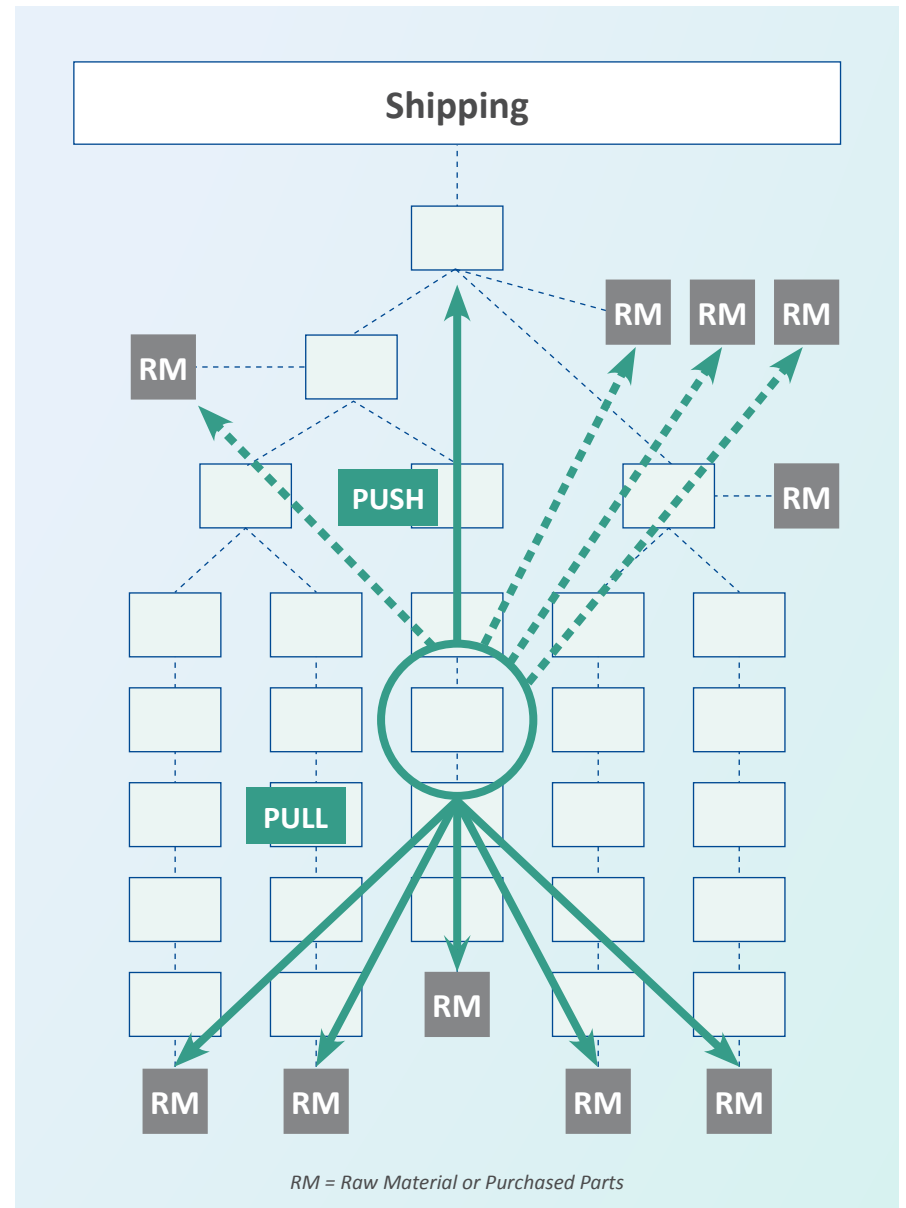 Shipping
RM RM RM
RM
PUSH
RM
PULL
RM
RM RM RM RM
RM = Raw Material or Purchased Parts